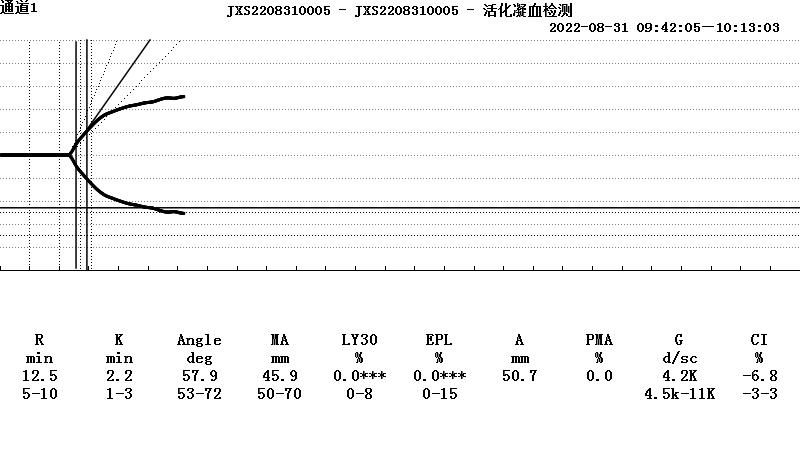 通道1
JXS2208310005 - JXS2208310005 - 活化凝血检测
2022-08-31 09:42:05—10:13:03
R K Angle MA LY30 EPL A PMA G CI
min min deg mm % % mm % d/sc %
12.5 2.2 57.9 45.9 0.0*** 0.0*** 50.7 0.0 4.2K -6.8
5-10 1-3 53-72 50-70 0-8 0-15 4.5k-11K -3-3